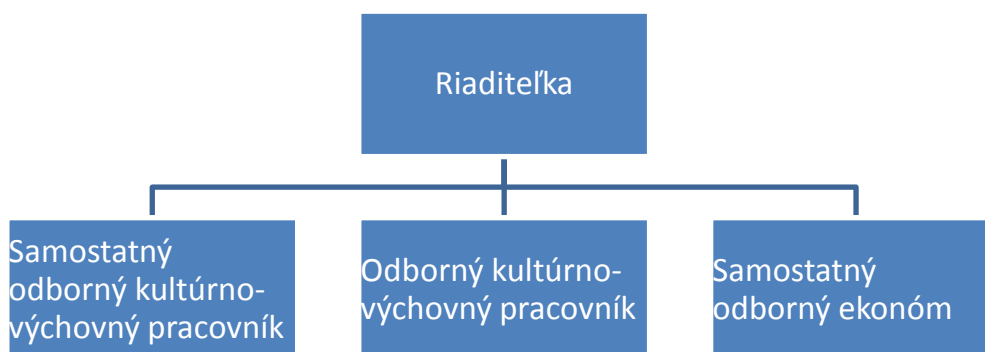 Riaditeľka
Samostatný
odborný kultúrno-
výchovný pracovník
Odborný kultúrno-
výchovný pracovník
Samostatný
odborný ekonóm